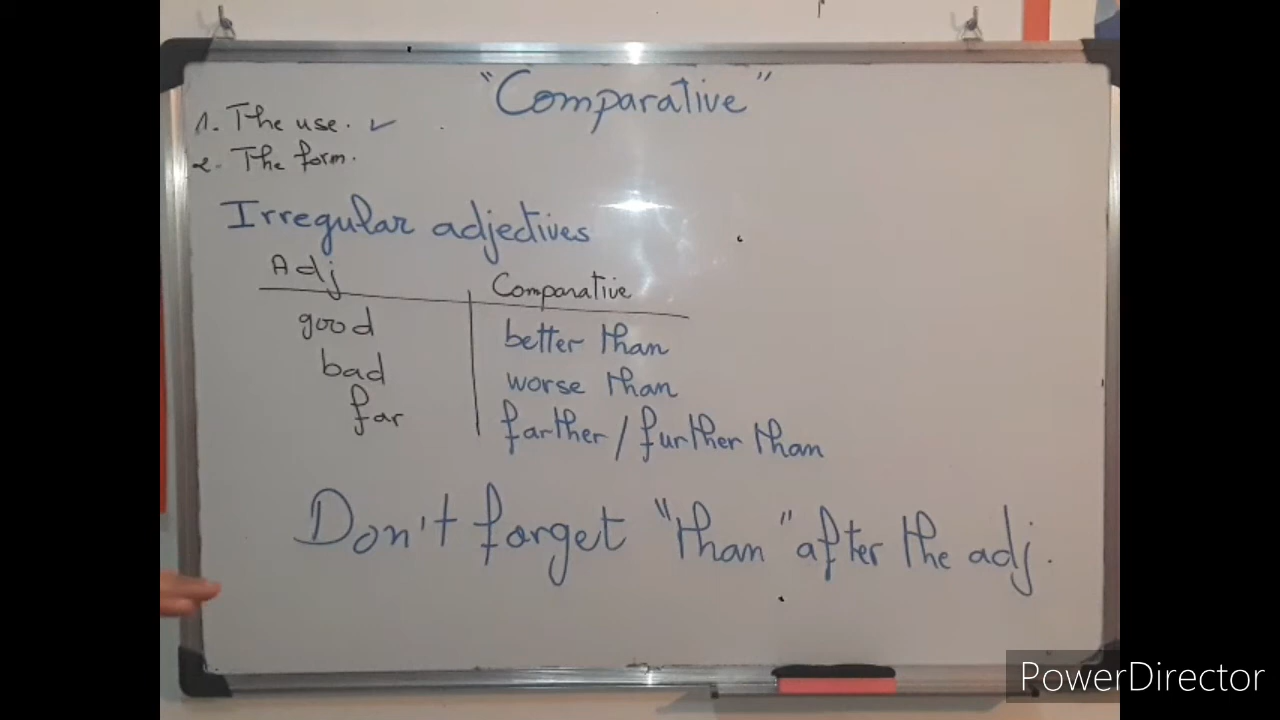 "Comparative"
1. The use. ✓
2. The form.
Irregular adjectives
Adj Comparative
good better than
bad worse than
far farther / further than
Don't forget "than" after the adj.
PowerDirector